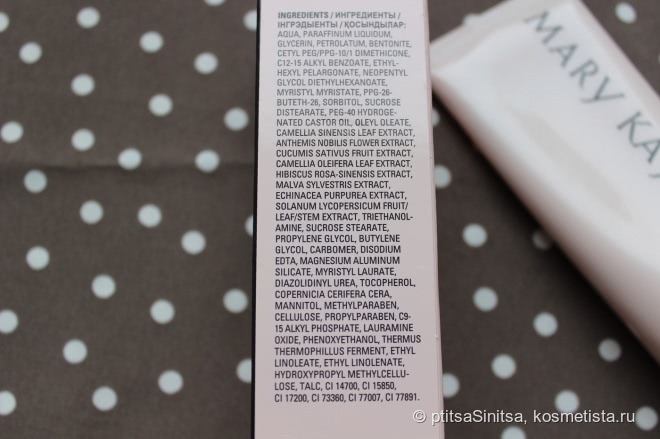 INGREDIENTS / ИНГРЕДИЕНТЫ /
ІНГРЭДЫЕНТЫ / ҚОСЫНДЫЛАР:
AQUA, PARAFFINUM LIQUIDUM,
GLYCERIN, PETROLATUM, BENTONITE,
CETYL PEG/PPG-10/1 DIMETHICONE,
C12-15 ALKYL BENZOATE, ETHYL-
HEXYL PELARGONATE, NEOPENTYL
GLYCOL DIETHYLHEXANOATE,
MYRISTYL MYRISTATE, PPG-26-
BUTETH-26, SORBITOL, SUCROSE
DISTEARATE, PEG-40 HYDROGE-
NATED CASTOR OIL, OLEYL OLEATE,
CAMELLIA SINENSIS LEAF EXTRACT,
ANTHEMIS NOBILIS FLOWER EXTRACT,
CUCUMIS SATIVUS FRUIT EXTRACT,
CAMELLIA OLEIFERA LEAF EXTRACT,
HIBISCUS ROSA-SINENSIS EXTRACT,
MALVA SYLVESTRIS EXTRACT,
ECHINACEA PURPUREA EXTRACT,
SOLANUM LYCOPERSICUM FRUIT/
LEAF/STEM EXTRACT, TRIETHANOL-
AMINE, SUCROSE STEARATE,
PROPYLENE GLYCOL, BUTYLENE
GLYCOL, CARBOMER, DISODIUM
EDTA, MAGNESIUM ALUMINUM
SILICATE, MYRISTYL LAURATE,
DIAZOLIDINYL UREA, TOCOPHEROL,
COPERNICIA CERIFERA CERA,
MANNITOL, METHYLPARABEN,
CELLULOSE, PROPYLPARABEN, C9-
15 ALKYL PHOSPHATE, LAURAMINE
OXIDE, PHENOXYETHANOL, THERMUS
THERMOPHILLUS FERMENT, ETHYL
LINOLEATE, ETHYL LINOLENATE,
HYDROXYPROPYL METHYLCELLU-
LOSE, TALC, CI 14700, CI 15850,
CI 17200, CI 73360, CI 77007, CI 77891.
MARY KAY
© ptitsaSinitsa, kosmetista.ru